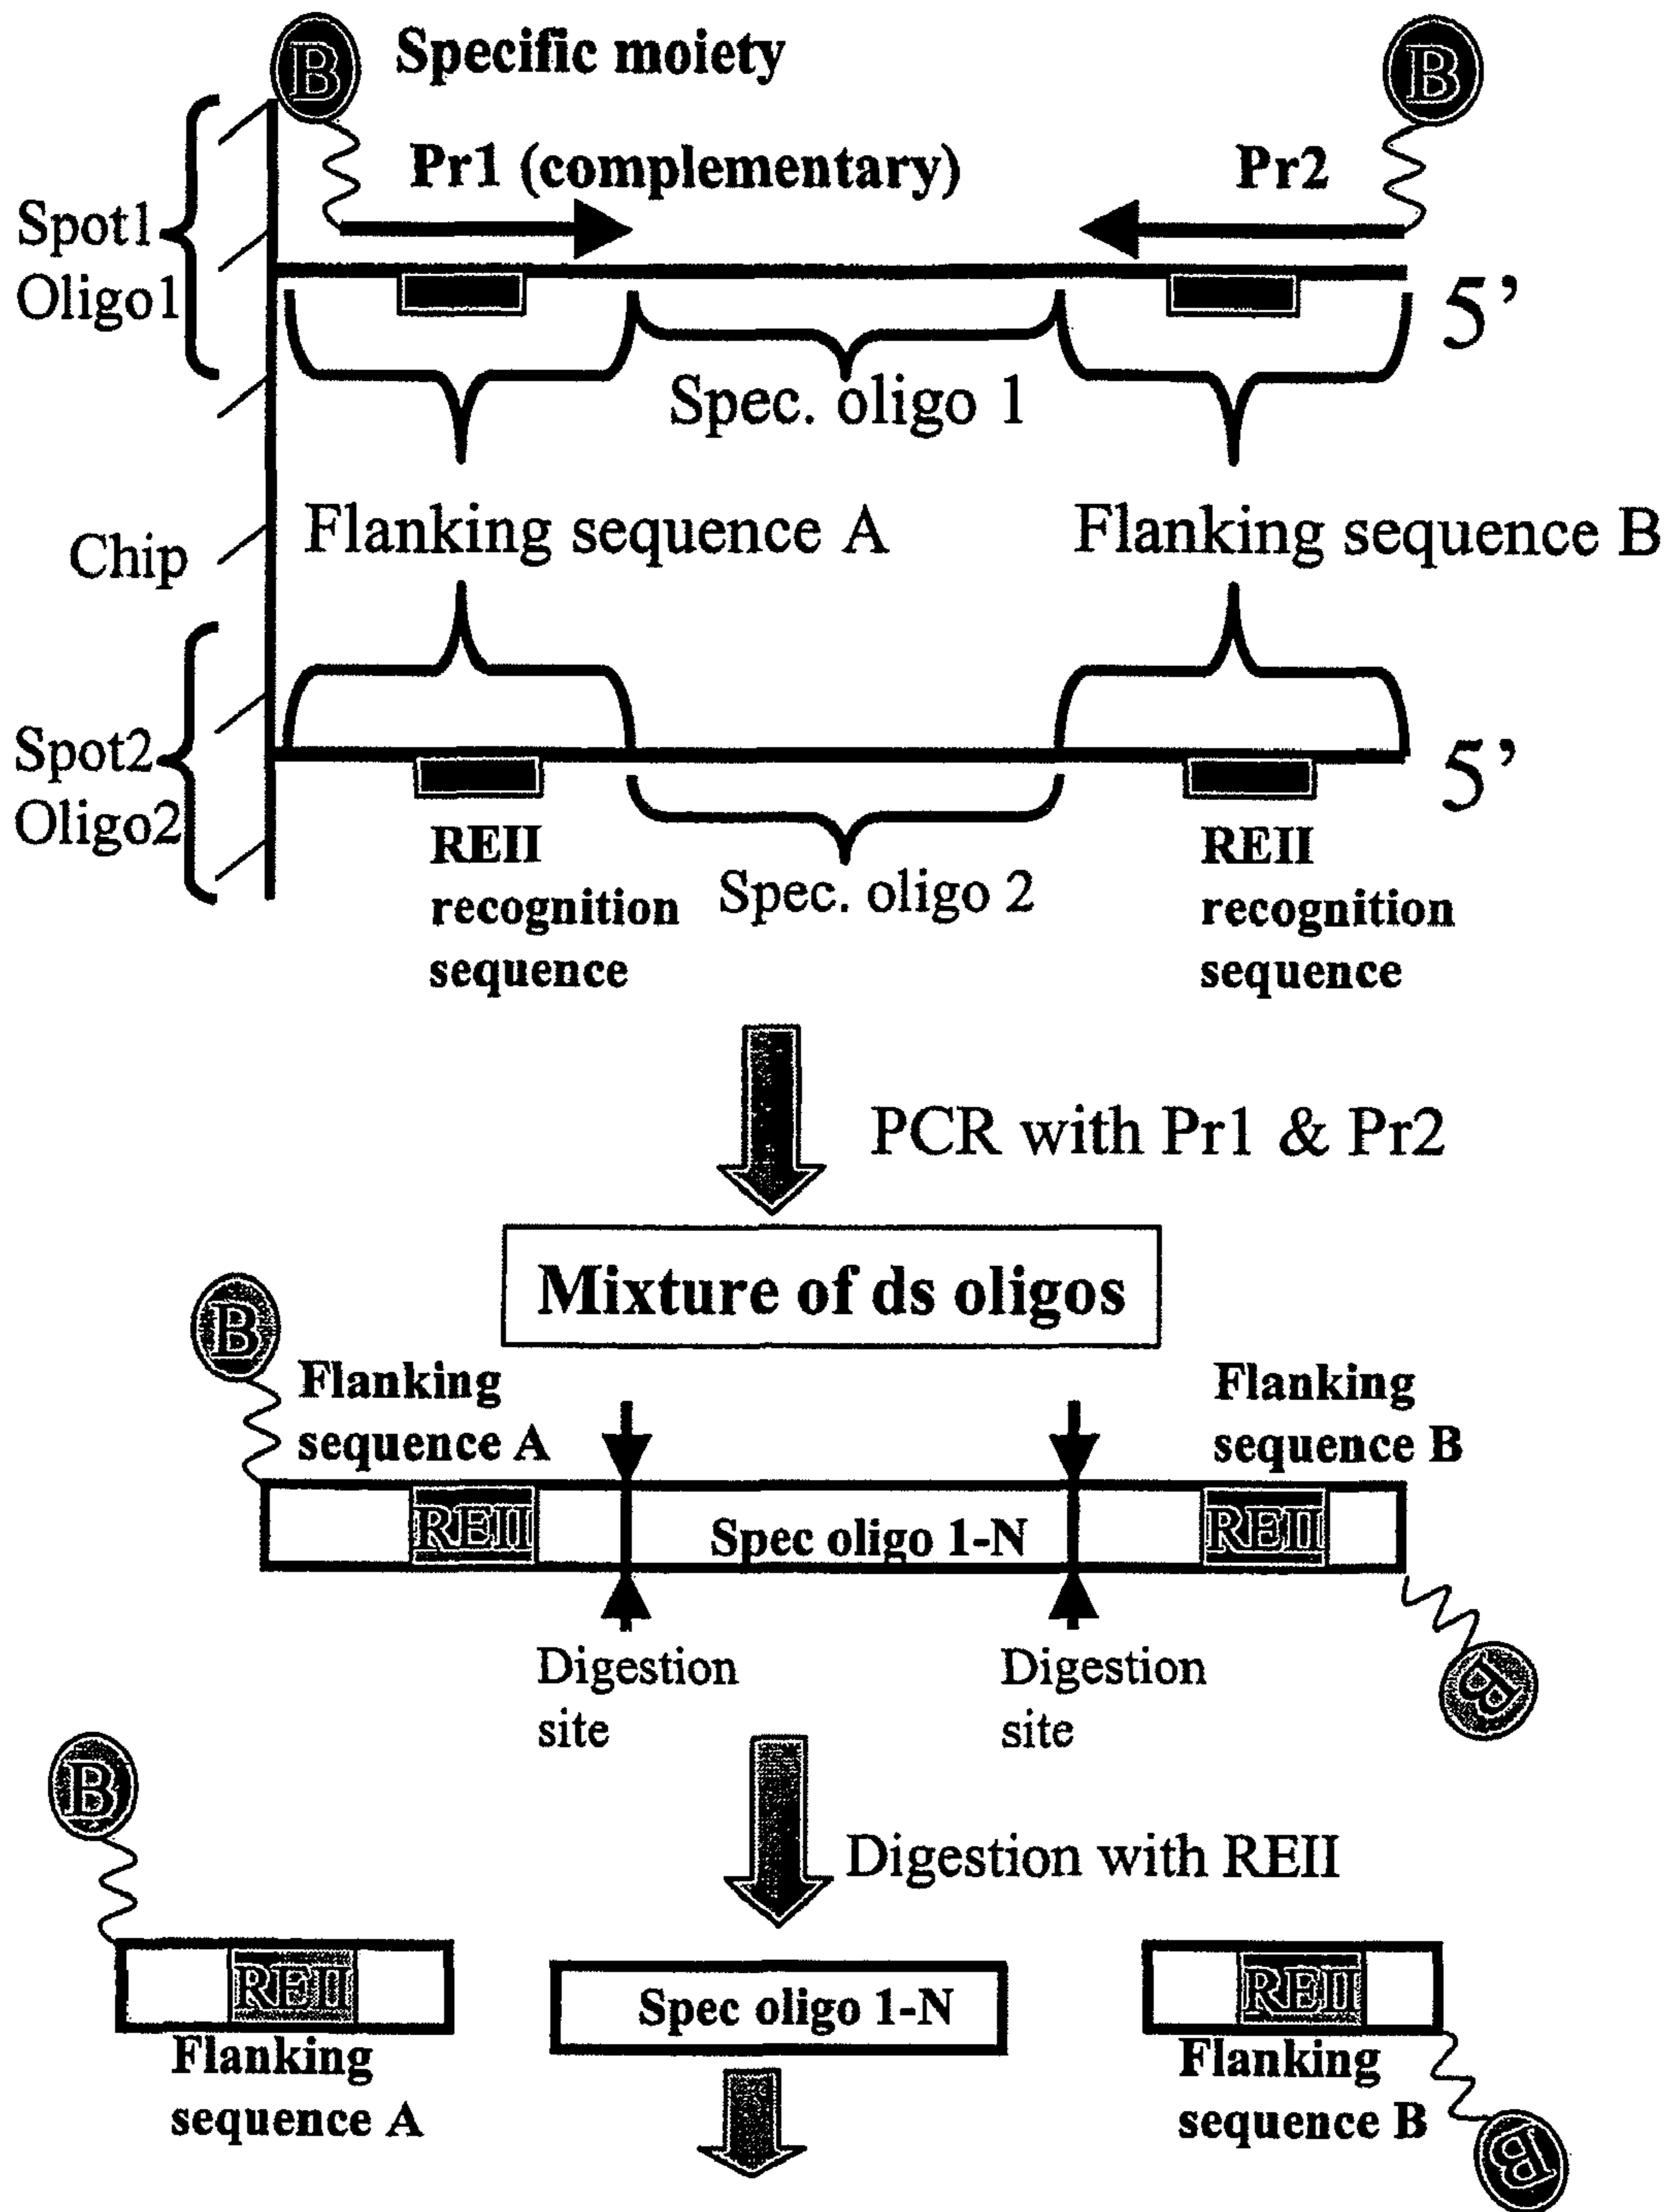 B
Specific moiety
B
Pr1 (complementary)
Pr2
Spot1
Oligo1
5’
Spec. oligo 1
Flanking sequence A
Flanking sequence B
Chip
Spot2
Oligo2
5’
REII
recognition
sequence
Spec. oligo 2
REII
recognition
sequence
PCR with Pr1 & Pr2
Mixture of ds oligos
B
Flanking
sequence A
Flanking
sequence B
REII
Spec oligo 1-N
REII
Digestion
site
Digestion
site
B
B
Digestion with REII
REII
Spec oligo 1-N
REII
Flanking
sequence A
Flanking
sequence B
B